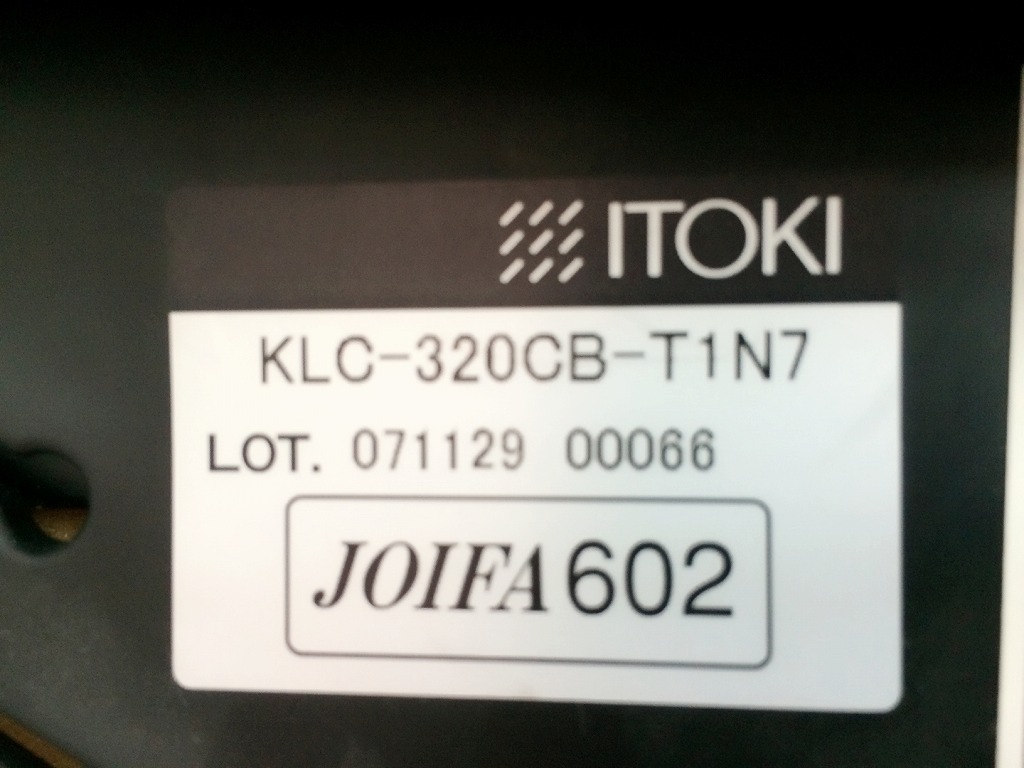 ITOKI
KLC-320CB-T1N7
LOT. 071129 00066
JOIFA 602